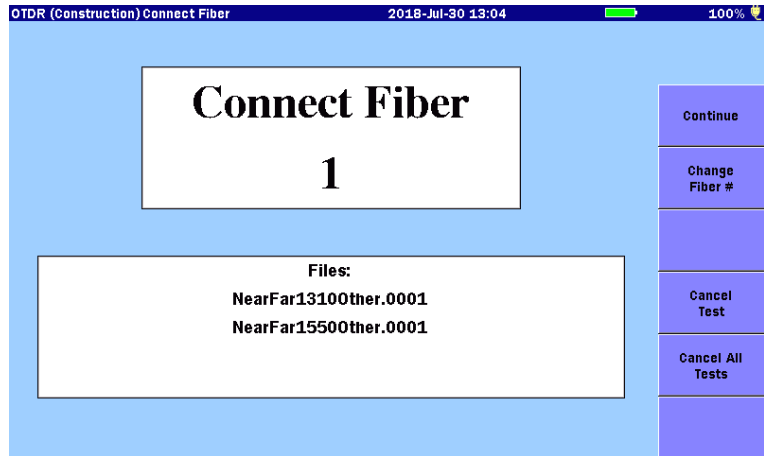 OTDR (Construction) Connect Fiber 2018-Jul-30 13:04 100%
Connect Fiber
1
Continue
Change
Fiber #
Files:
NearFar1310Other.0001
NearFar1550Other.0001
Cancel
Test
Cancel All
Tests